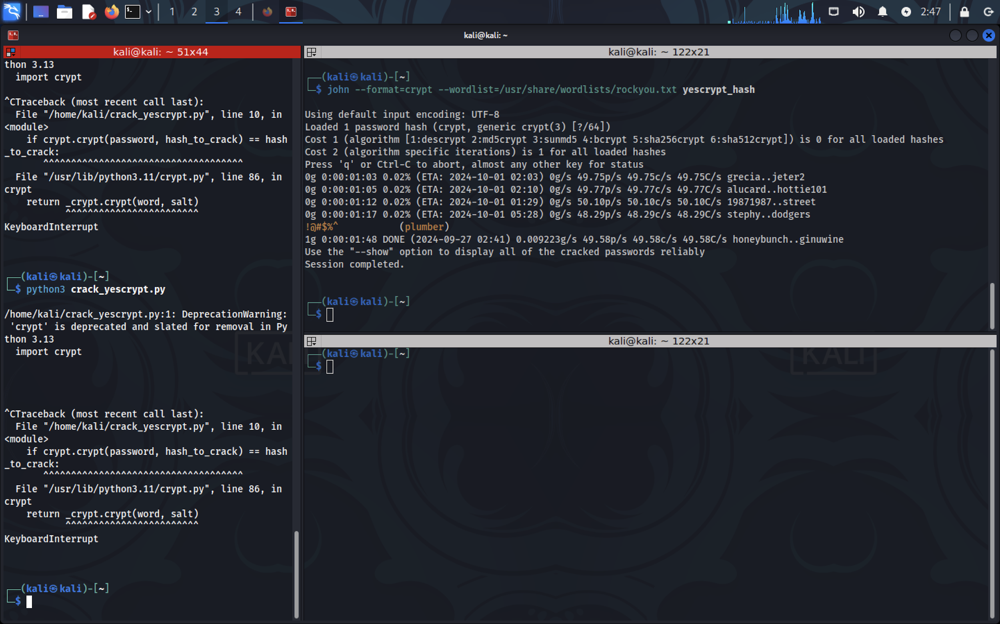 1 2 3 4 2:47
kali@kali: ~
kali@kali: ~ 51x44
thon 3.13
  import crypt
^CTraceback (most recent call last):
  File "/home/kali/crack_yescrypt.py", line 10, in
<module>
    if crypt.crypt(password, hash_to_crack) == hash
_to_crack:
       ^^^^^^^^^^^^^^^^^^^^^^^^^^^^^^^^^^^^
  File "/usr/lib/python3.11/crypt.py", line 86, in
crypt
    return _crypt.crypt(word, salt)
           ^^^^^^^^^^^^^^^^^^^^^^^^
KeyboardInterrupt
┌──(kali㉿kali)-[~]
└─$ python3 crack_yescrypt.py
/home/kali/crack_yescrypt.py:1: DeprecationWarning:
 'crypt' is deprecated and slated for removal in Py
thon 3.13
  import crypt
^CTraceback (most recent call last):
  File "/home/kali/crack_yescrypt.py", line 10, in
<module>
    if crypt.crypt(password, hash_to_crack) == hash
_to_crack:
       ^^^^^^^^^^^^^^^^^^^^^^^^^^^^^^^^^^^^
  File "/usr/lib/python3.11/crypt.py", line 86, in
crypt
    return _crypt.crypt(word, salt)
           ^^^^^^^^^^^^^^^^^^^^^^^^
KeyboardInterrupt
┌──(kali㉿kali)-[~]
└─$
kali@kali: ~ 122x21
┌──(kali㉿kali)-[~]
└─$ john --format=crypt --wordlist=/usr/share/wordlists/rockyou.txt yescrypt_hash
Using default input encoding: UTF-8
Loaded 1 password hash (crypt, generic crypt(3) [?/64])
Cost 1 (algorithm [1:descrypt 2:md5crypt 3:sunmd5 4:bcrypt 5:sha256crypt 6:sha512crypt]) is 0 for all loaded hashes
Cost 2 (algorithm specific iterations) is 1 for all loaded hashes
Press 'q' or Ctrl-C to abort, almost any other key for status
0g 0:00:01:03 0.02% (ETA: 2024-10-01 02:03) 0g/s 49.75p/s 49.75c/s 49.75C/s grecia..jeter2
0g 0:00:01:05 0.02% (ETA: 2024-10-01 02:10) 0g/s 49.77p/s 49.77c/s 49.77C/s alucard..hottie101
0g 0:00:01:12 0.02% (ETA: 2024-10-01 01:29) 0g/s 50.10p/s 50.10c/s 50.10C/s 19871987..street
0g 0:00:01:17 0.02% (ETA: 2024-10-01 05:28) 0g/s 48.29p/s 48.29c/s 48.29C/s stephy..dodgers
!@#$%^           (plumber)
1g 0:00:01:48 DONE (2024-09-27 02:41) 0.009223g/s 49.58p/s 49.58c/s 49.58C/s honeybunch..ginuwine
Use the "--show" option to display all of the cracked passwords reliably
Session completed.
┌──(kali㉿kali)-[~]
└─$
kali@kali: ~ 122x21
┌──(kali㉿kali)-[~]
└─$
KALI
KALI